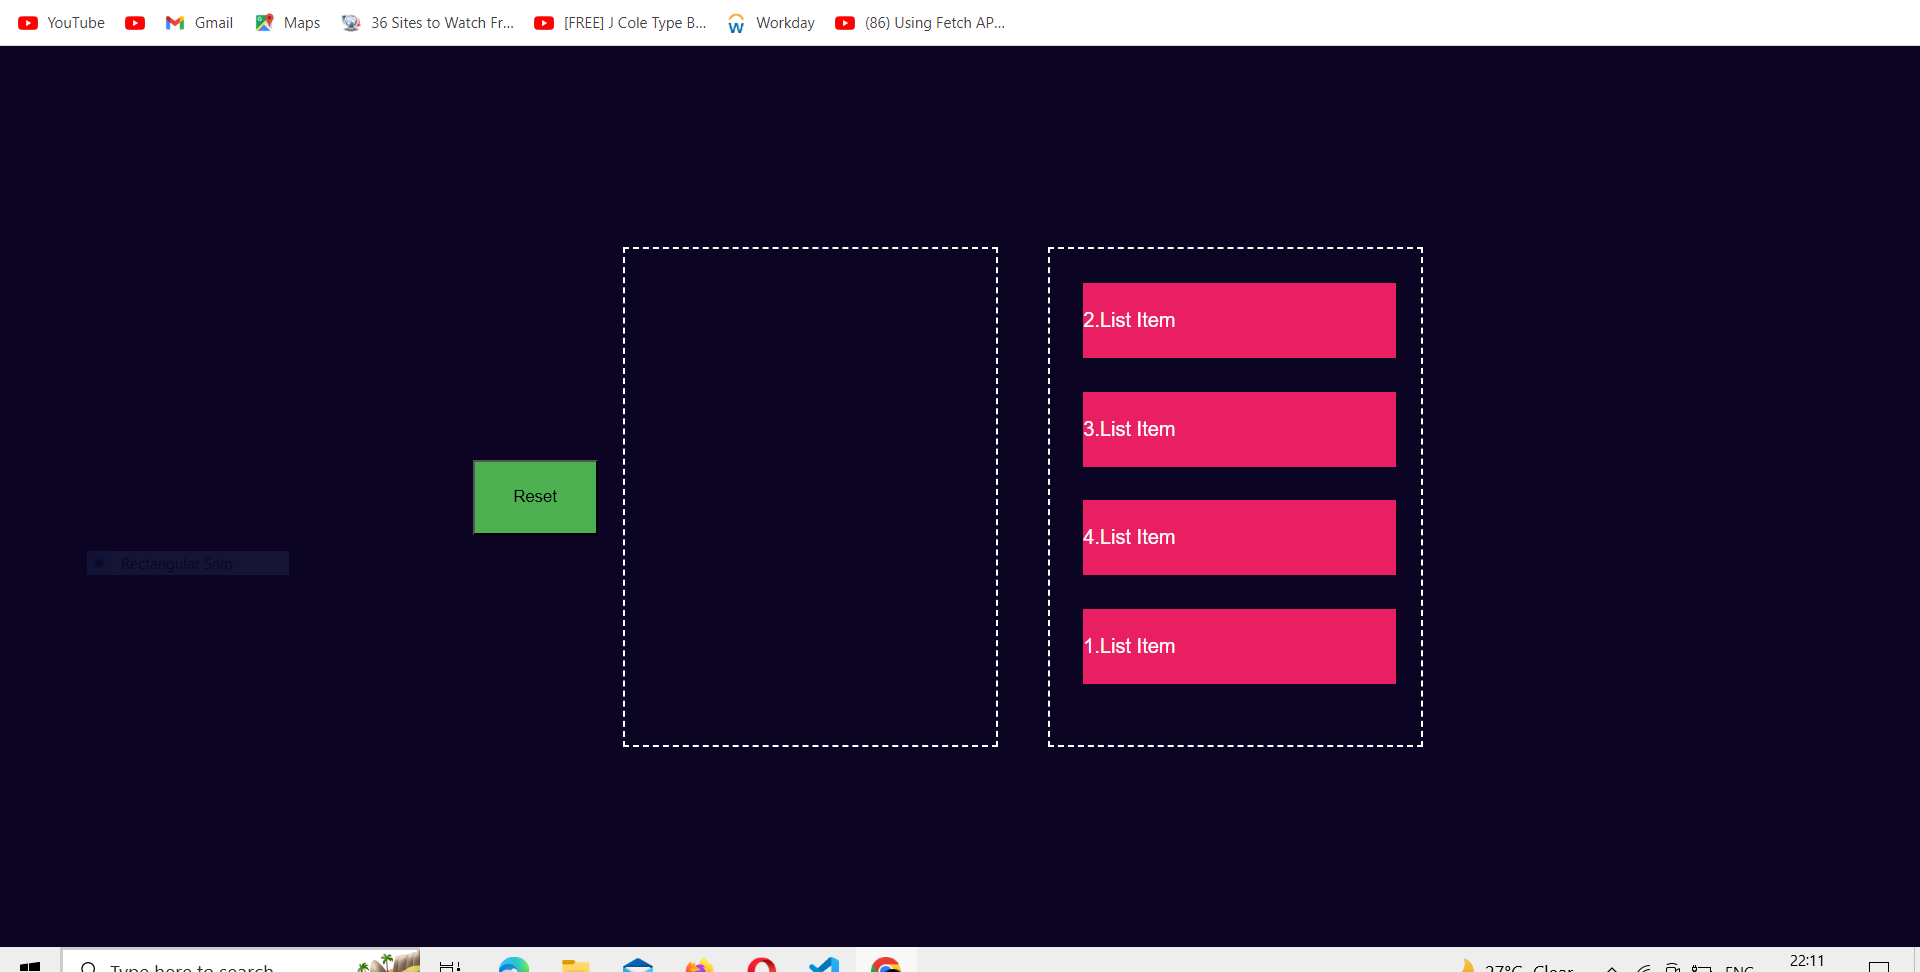 YouTube
Gmail
Maps
36 Sites to Watch Fr...
[FREE] J Cole Type B...
Workday
(86) Using Fetch AP...
2.List Item
3.List Item
4.List Item
1.List Item
Reset
Rectangular Snip
Type here to search
27°C Clear
ENG
22:11